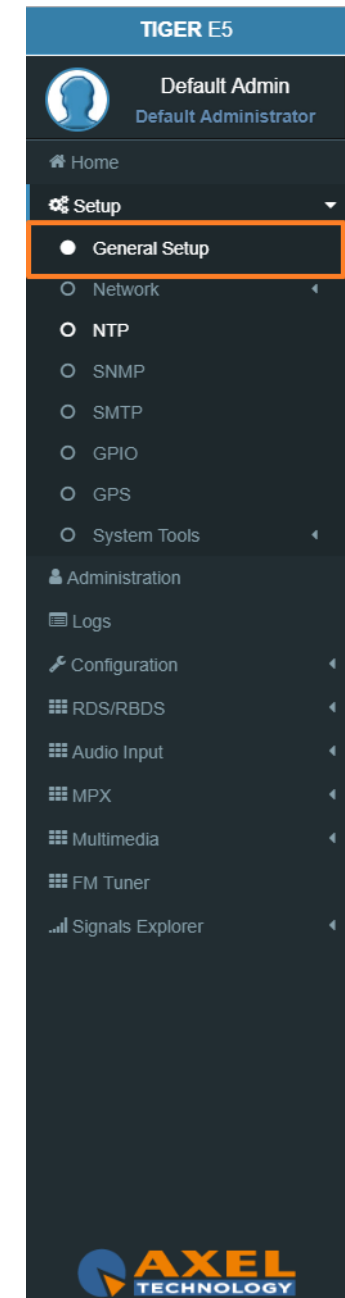 TIGER E5
Default Admin
Default Administrator
Home
Setup
General Setup
Network
NTP
SNMP
SMTP
GPIO
GPS
System Tools
Administration
Logs
Configuration
RDS/RBDS
Audio Input
MPX
Multimedia
FM Tuner
Signals Explorer
AXEL
TECHNOLOGY